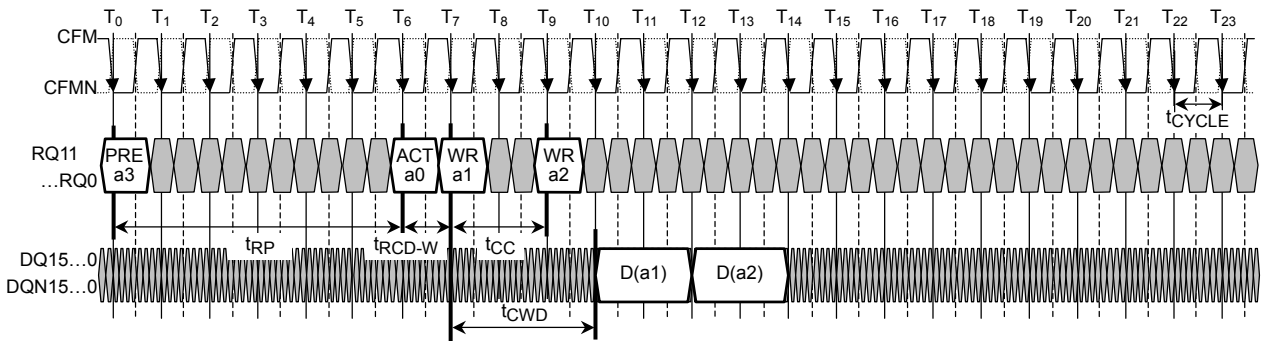 T0 T1 T2 T3 T4 T5 T6 T7 T8 T9 T10 T11 T12 T13 T14 T15 T16 T17 T18 T19 T20 T21 T22 T23
CFM
CFMN
tCYCLE
RQ11
…RQ0
PRE
a3
ACT
a0
WR
a1
WR
a2
tRP
tRCD-W
tCC
DQ15…0
DQN15…0
D(a1)
D(a2)
tCWD